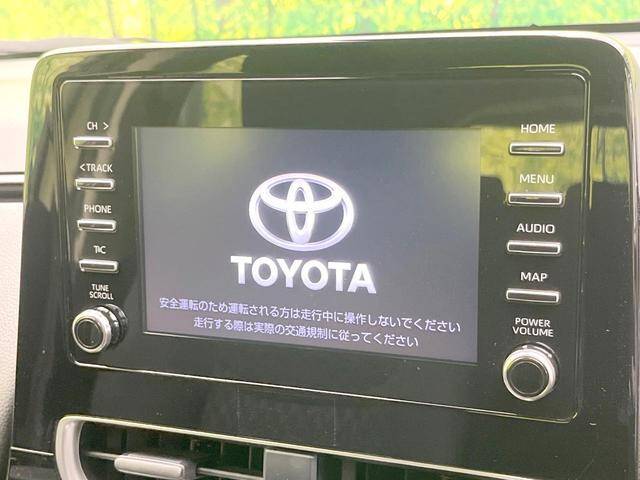 CH >
< TRACK
PHONE
T/C
TUNE
SCROLL
TOYOTA
安全運転のため運転される方は走行中に操作しないでください
走行する際は実際の交通規制に従ってください
HOME
MENU
AUDIO
MAP
POWER
VOLUME